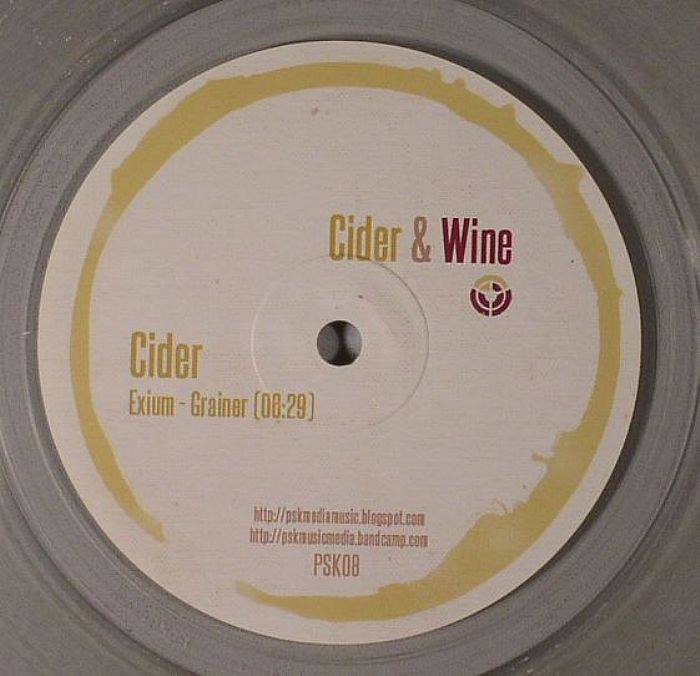 Cider & Wine
Cider
Exium - Grainer (08:29)
http://pskmediamusic.blogspot.com
http://pskmusicmedia.bandcamp.com
PSK08